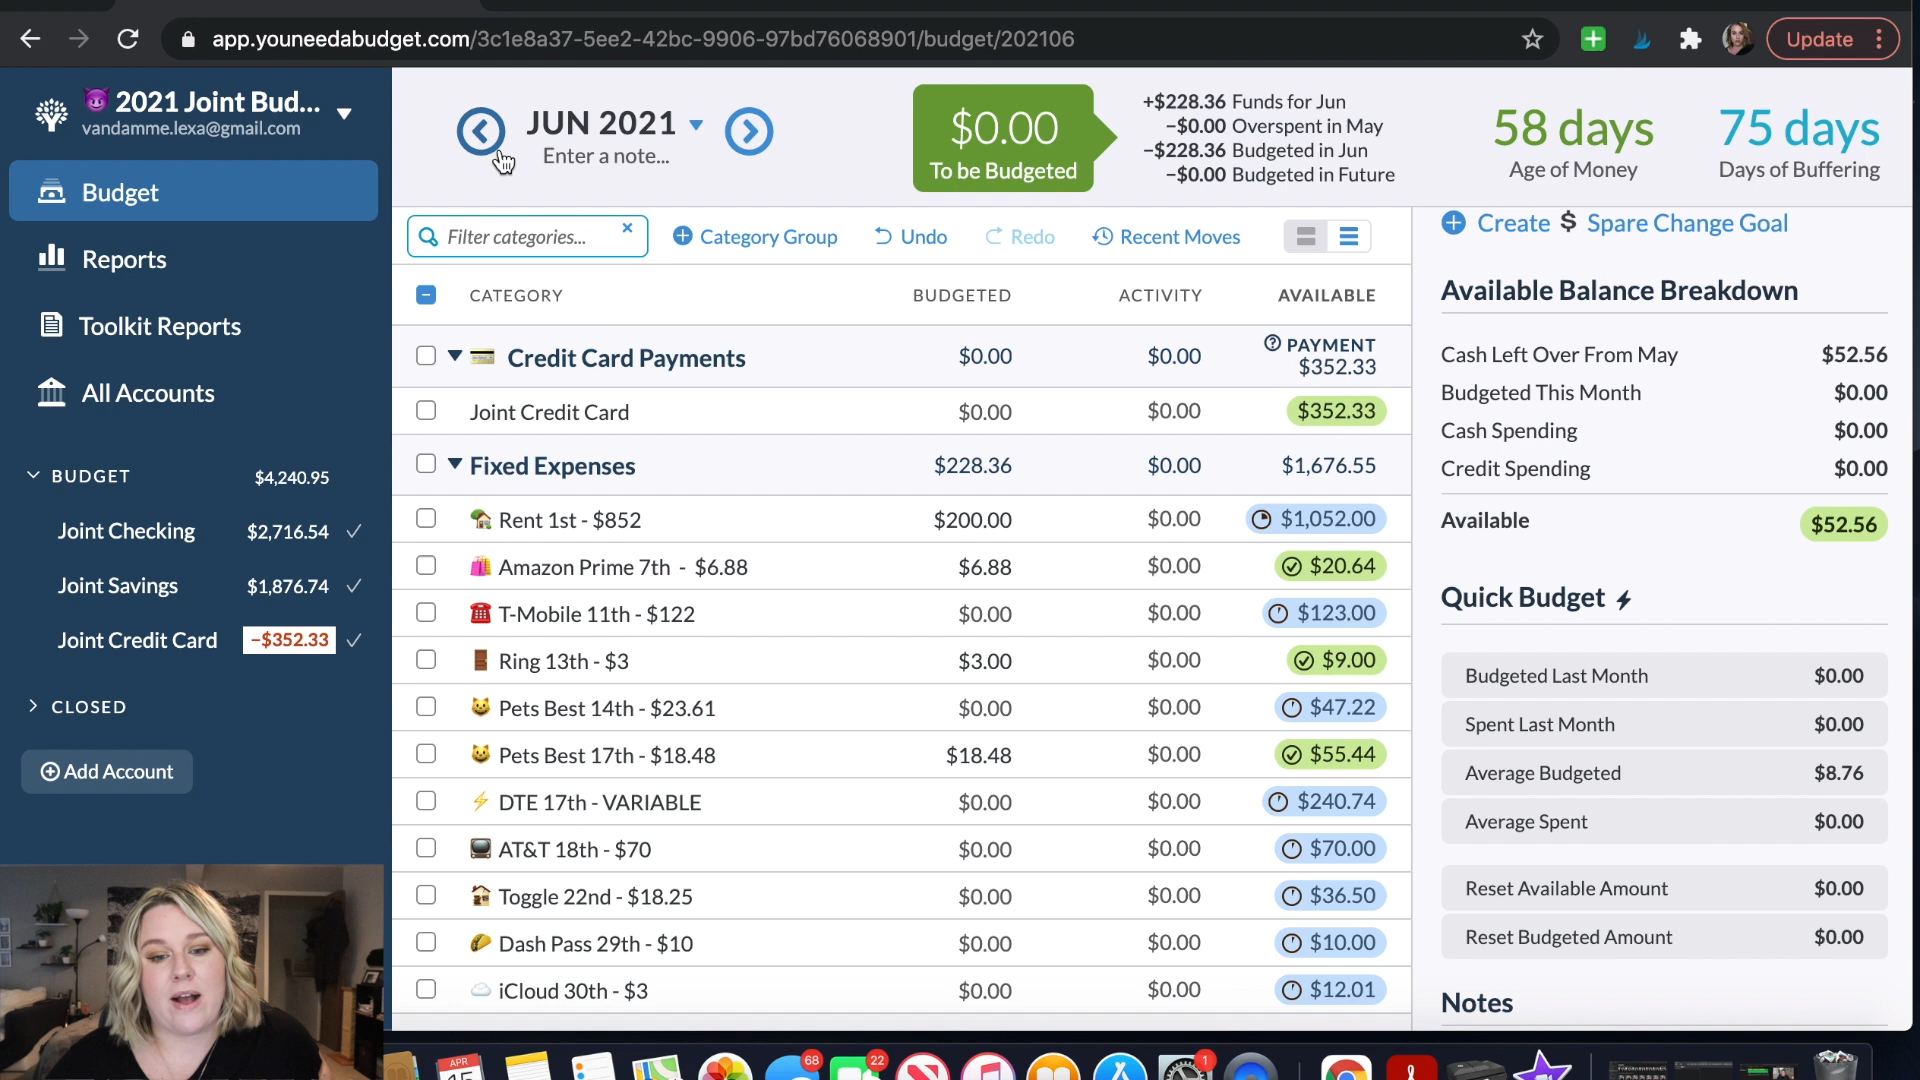 app.youneedabudget.com/3c1e8a37-5ee2-42bc-9906-97bd76068901/budget/202106
Update
2021 Joint Bud...
vandamme.lexa@gmail.com
Budget
Reports
Toolkit Reports
All Accounts
BUDGET $4,240.95
Joint Checking $2,716.54
Joint Savings $1,876.74
Joint Credit Card -$352.33
CLOSED
Add Account
JUN 2021
Enter a note...
$0.00
To be Budgeted
+$228.36 Funds for Jun
-$0.00 Overspent in May
-$228.36 Budgeted in Jun
-$0.00 Budgeted in Future
58 days
Age of Money
75 days
Days of Buffering
Filter categories...
Category Group
Undo
Redo
Recent Moves
CATEGORY BUDGETED ACTIVITY AVAILABLE
Credit Card Payments $0.00 $0.00 PAYMENT $352.33
Joint Credit Card $0.00 $0.00 $352.33
Fixed Expenses $228.36 $0.00 $1,676.55
Rent 1st - $852 $200.00 $0.00 $1,052.00
Amazon Prime 7th - $6.88 $6.88 $0.00 $20.64
T-Mobile 11th - $122 $0.00 $0.00 $123.00
Ring 13th - $3 $3.00 $0.00 $9.00
Pets Best 14th - $23.61 $0.00 $0.00 $47.22
Pets Best 17th - $18.48 $18.48 $0.00 $55.44
DTE 17th - VARIABLE $0.00 $0.00 $240.74
AT&T 18th - $70 $0.00 $0.00 $70.00
Toggle 22nd - $18.25 $0.00 $0.00 $36.50
Dash Pass 29th - $10 $0.00 $0.00 $10.00
iCloud 30th - $3 $0.00 $0.00 $12.01
Create $ Spare Change Goal
Available Balance Breakdown
Cash Left Over From May $52.56
Budgeted This Month $0.00
Cash Spending $0.00
Credit Spending $0.00
Available $52.56
Quick Budget
Budgeted Last Month $0.00
Spent Last Month $0.00
Average Budgeted $8.76
Average Spent $0.00
Reset Available Amount $0.00
Reset Budgeted Amount $0.00
Notes
APR
68
22
1